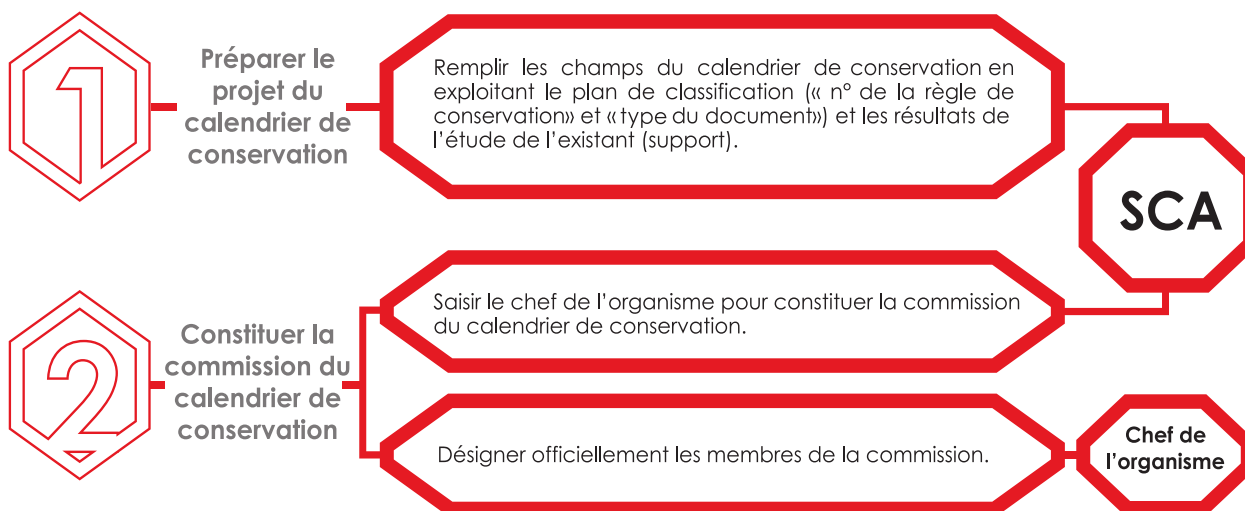 1
Préparer le
projet du
calendrier de
conservation
Remplir les champs du calendrier de conservation en
exploitant le plan de classification (« nº de la règle de
conservation» et «type du document») et les résultats de
l'étude de l'existant (support).
SCA
2
Constituer la
commission du
calendrier de
conservation
Saisir le chef de l'organisme pour constituer la commission
du calendrier de conservation.
Désigner officiellement les membres de la commission.
Chef de
l'organisme